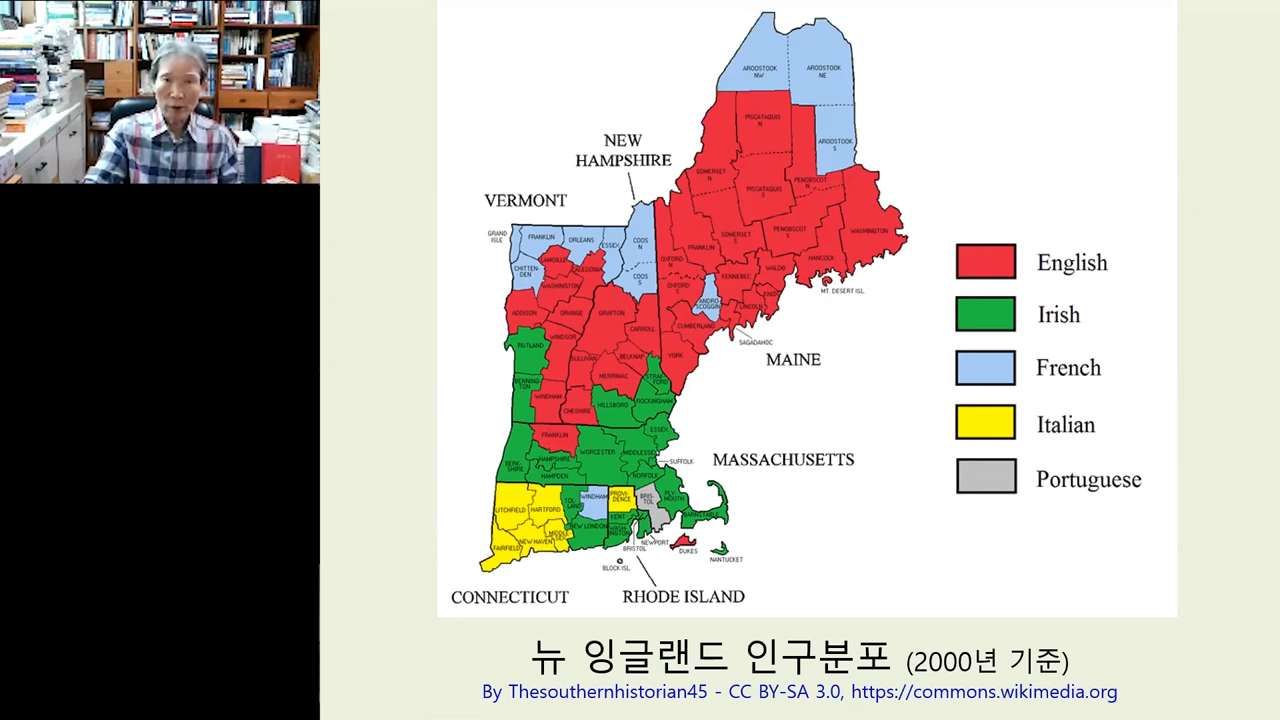 AROOSTOOK
NW
AROOSTOOK
NE
AROOSTOOK
S
PISCATAQUIS
N
SOMERSET
N
PISCATAQUIS
S
PENOBSCOT
N
NEW
HAMPSHIRE
VERMONT
GRAND
ISLE
FRANKLIN
ORLEANS
ESSEX
COOS
N
COOS
S
CHITTEN-
DEN
LAMOILLE
CALEDONIA
WASHINGTON
SOMERSET
S
PENOBSCOT
S
WASHINGTON
FRANKLIN
OXFORD
N
OXFORD
S
HANCOCK
WALDO
KENNEBEC
KNOX
LINCOLN
ANDRO
SCOGGIN
MT. DESERT ISL.
CUMBERLAND
SAGADAHOC
YORK
MAINE
ADDISON
ORANGE
GRAFTON
CARROLL
RUTLAND
WINDSOR
SULLIVAN
BELKNAP
MERRIMAC
STRAF-
FORD
BENNING-
TON
WINDHAM
CHESHIRE
HILLSBORO
ROCKINGHAM
FRANKLIN
ESSEX
WORCESTER
MIDDLESEX
SUFFOLK
MASSACHUSETTS
BERK-
SHIRE
HAMPSHIRE
HAMPDEN
NORFOLK
LITCHFIELD
HARTFORD
TOL-
LAND
WINDHAM
PROVI-
DENCE
BRIS-
TOL
PLY-
MOUTH
BARNSTABLE
KENT
NEW LONDON
WASH-
INGTON
MIDDLE-
SEX
NEW HAVEN
FAIRFIELD
NEWPORT
BRISTOL
DUKES
NANTUCKET
BLOCK ISL.
CONNECTICUT
RHODE ISLAND
English
Irish
French
Italian
Portuguese
뉴 잉글랜드 인구분포 (2000년 기준)
By Thesouthernhistorian45 - CC BY-SA 3.0, https://commons.wikimedia.org